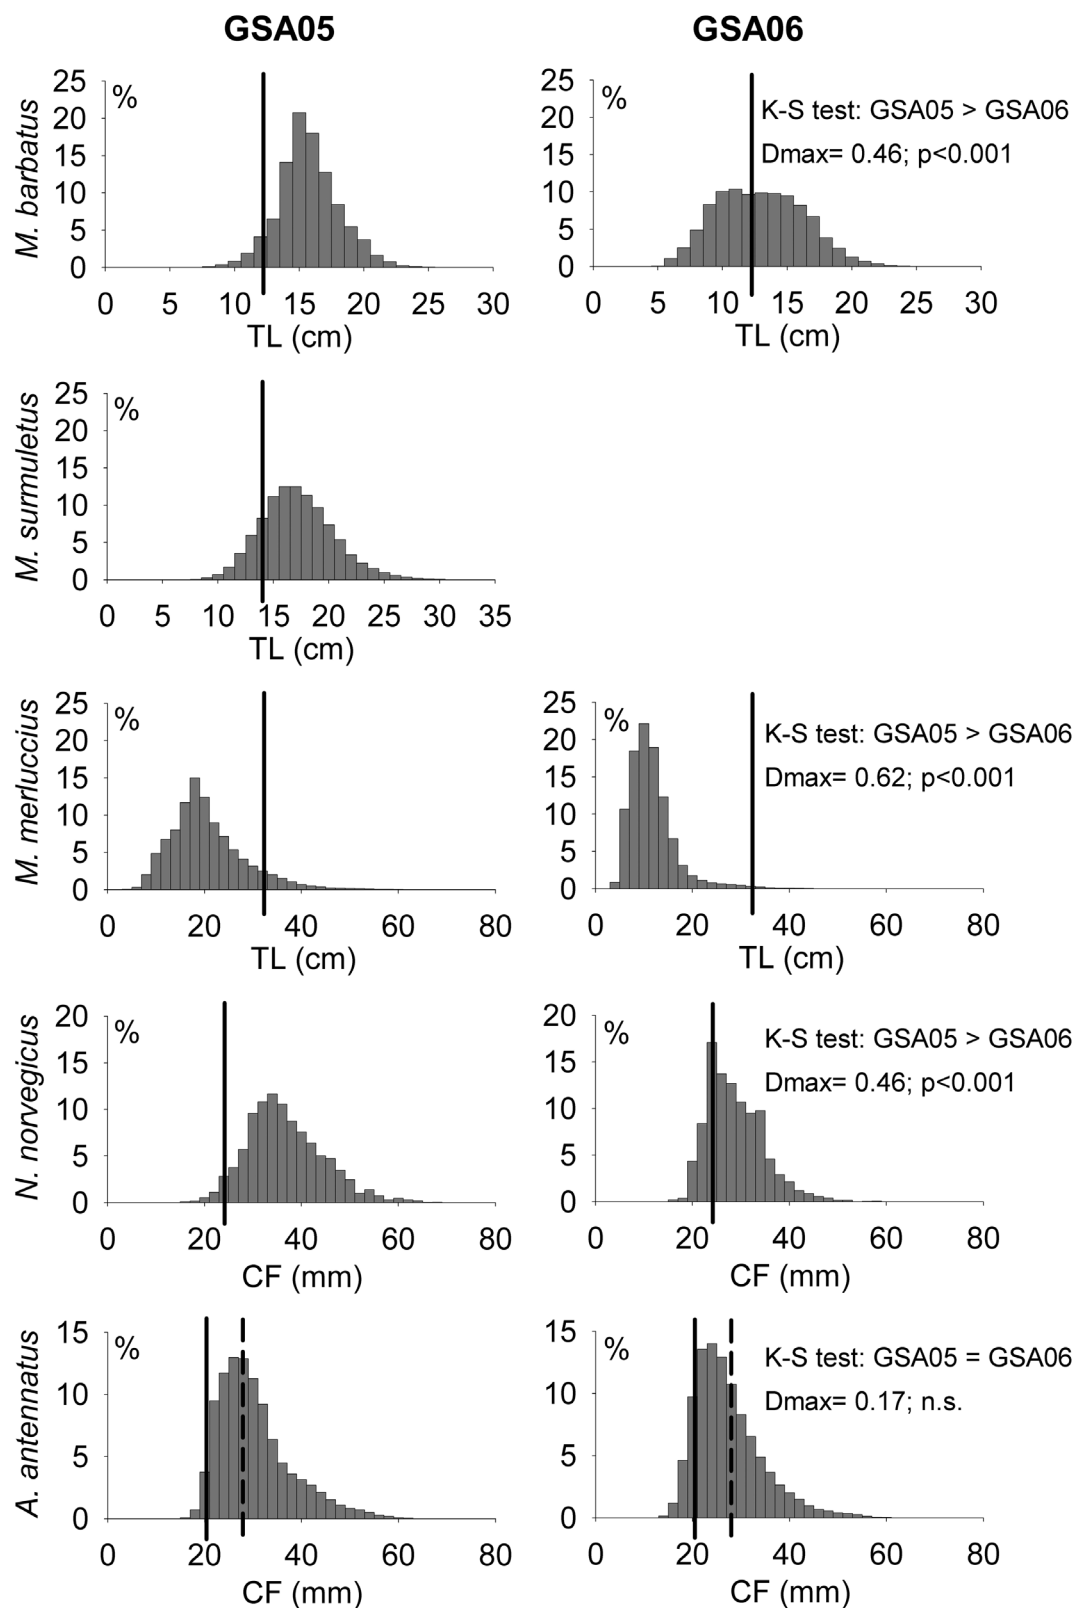 GSA05
GSA06
M. barbatus
25
20
15
10
5
0
%
0 5 10 15 20 25 30
TL (cm)
25
20
15
10
5
0
%
K-S test: GSA05 > GSA06
Dmax= 0.46; p<0.001
0 5 10 15 20 25 30
TL (cm)
M. surmuletus
25
20
15
10
5
0
%
0 5 10 15 20 25 30 35
TL (cm)
M. merluccius
25
20
15
10
5
0
%
0 20 40 60 80
TL (cm)
25
20
15
10
5
0
%
K-S test: GSA05 > GSA06
Dmax= 0.62; p<0.001
0 20 40 60 80
TL (cm)
N. norvegicus
20
15
10
5
0
%
0 20 40 60 80
CF (mm)
20
15
10
5
0
%
K-S test: GSA05 > GSA06
Dmax= 0.46; p<0.001
0 20 40 60 80
CF (mm)
A. antennatus
15
10
5
0
%
0 20 40 60 80
CF (mm)
15
10
5
0
%
K-S test: GSA05 = GSA06
Dmax= 0.17; n.s.
0 20 40 60 80
CF (mm)